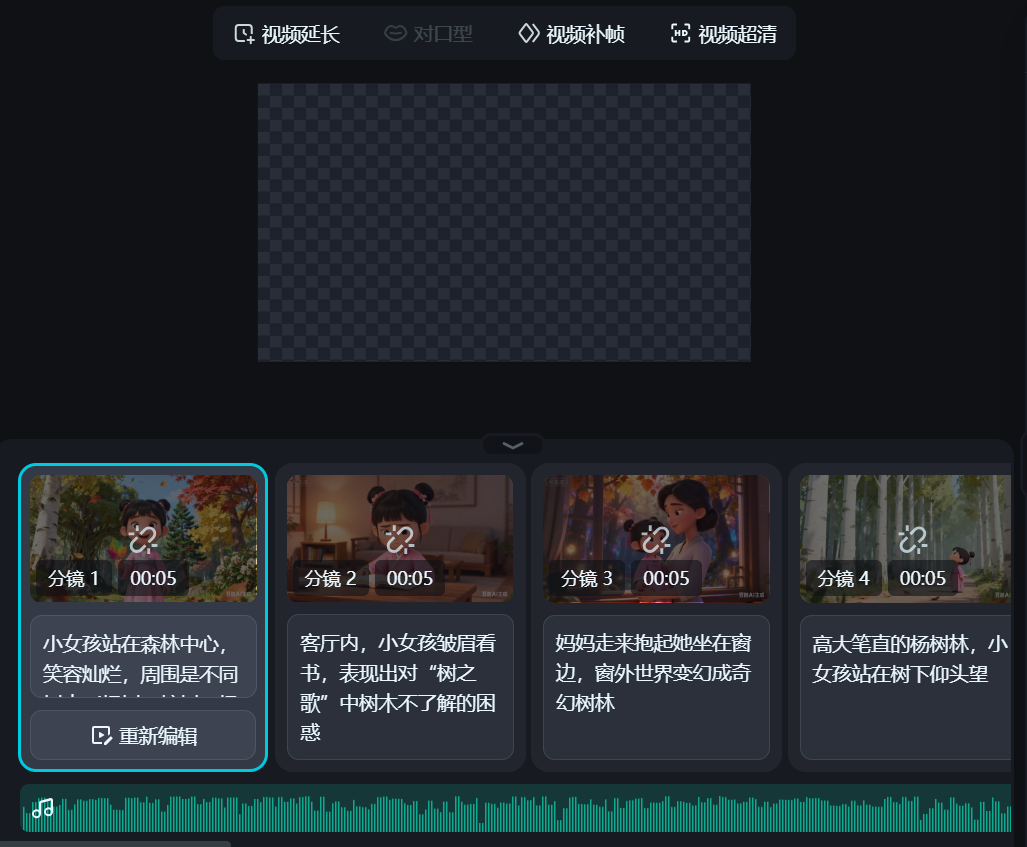 视频延长 对口型 视频补帧 HD 视频超清
分镜 1 00:05
分镜 2 00:05
分镜 3 00:05
分镜 4 00:05
小女孩站在森林中心，
笑容灿烂，周围是不同
重新编辑
客厅内，小女孩皱眉看
书，表现出对“树之
歌”中树木不了解的困
惑
妈妈走来抱起她坐在窗
边，窗外世界变幻成奇
幻树林
高大笔直的杨树林，小
女孩站在树下仰头望